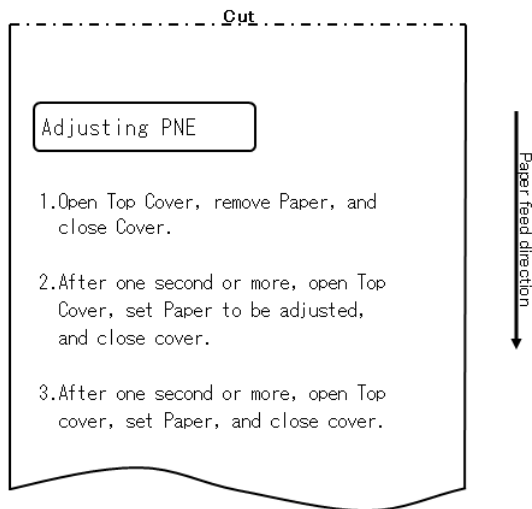 Cut
Adjusting PNE
1.Open Top Cover, remove Paper, and
close Cover.
2.After one second or more, open Top
Cover, set Paper to be adjusted,
and close cover.
3.After one second or more, open Top
cover, set Paper, and close cover.
Paper feed direction